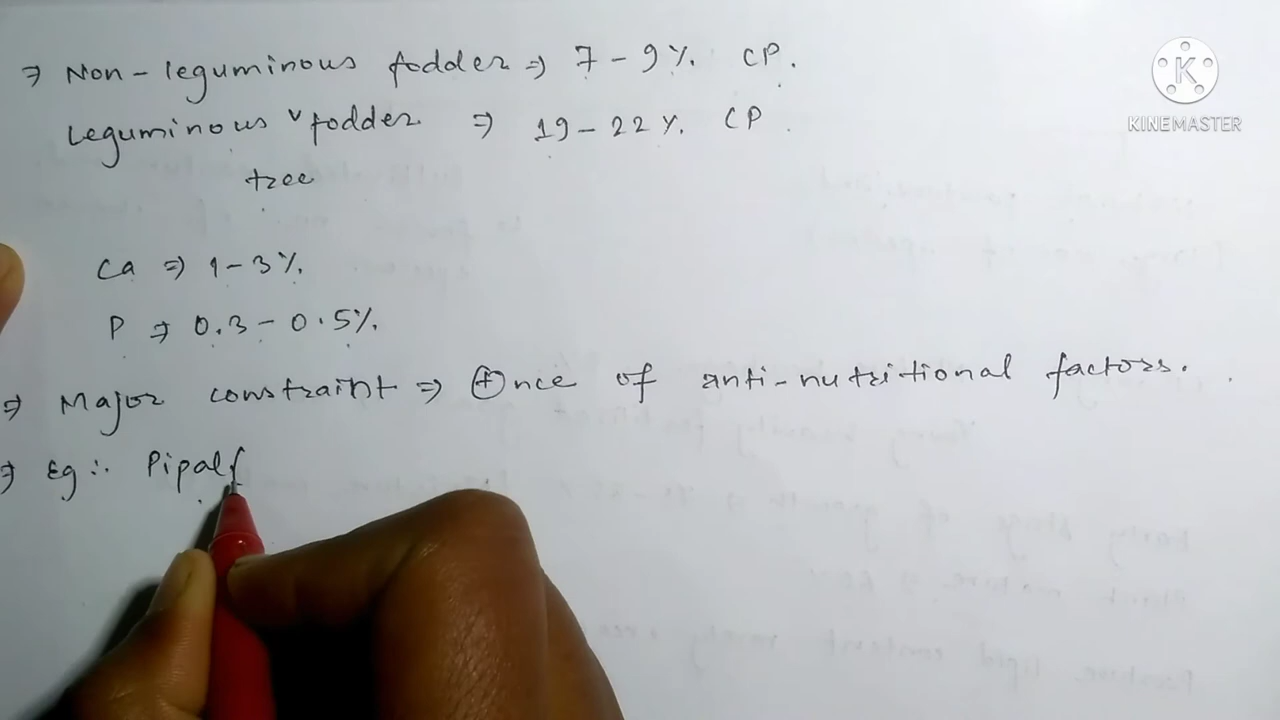 ⇒ Non-leguminous fodder ⇒ 7-9% CP.
Leguminous ˅ fodder ⇒ 19-22% CP
tree
Ca ⇒ 1-3%.
P ⇒ 0.3-0.5%.
⇒ Major constraint ⇒ ⊕nce of anti-nutritional factors.
⇒ Eg:. Pipal(
K
KINEMASTER